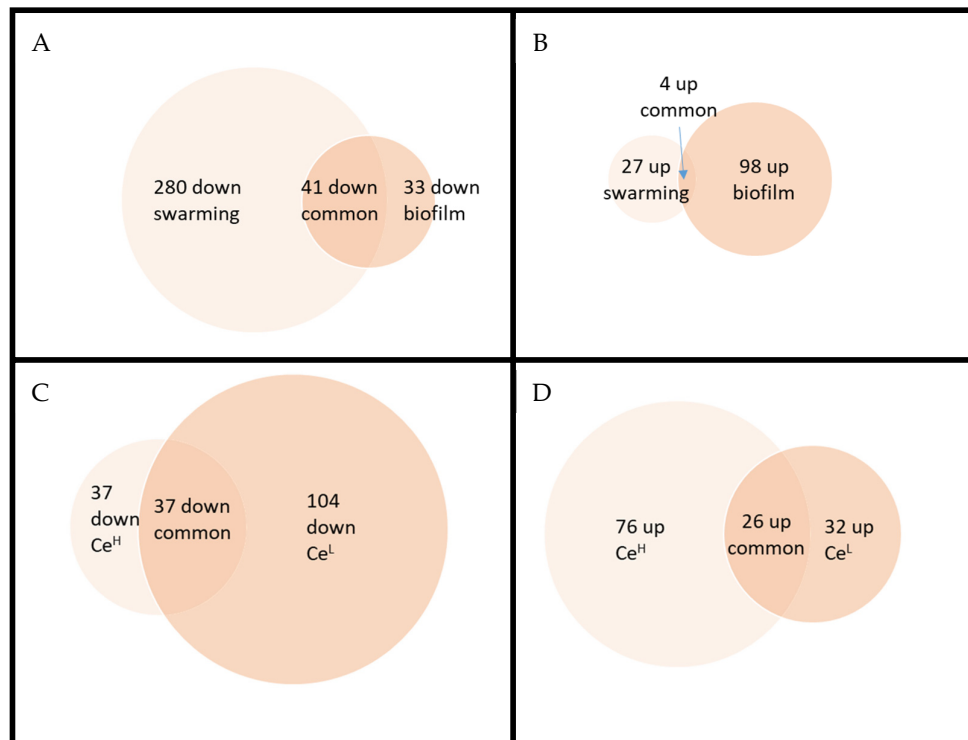 A
280 down
swarming
41 down
common
33 down
biofilm
B
4 up
common
27 up
swarming
98 up
biofilm
C
37
down
Ceᴴ
37 down
common
104
down
Ceᴸ
D
76 up
Ceᴴ
26 up
common
32 up
Ceᴸ